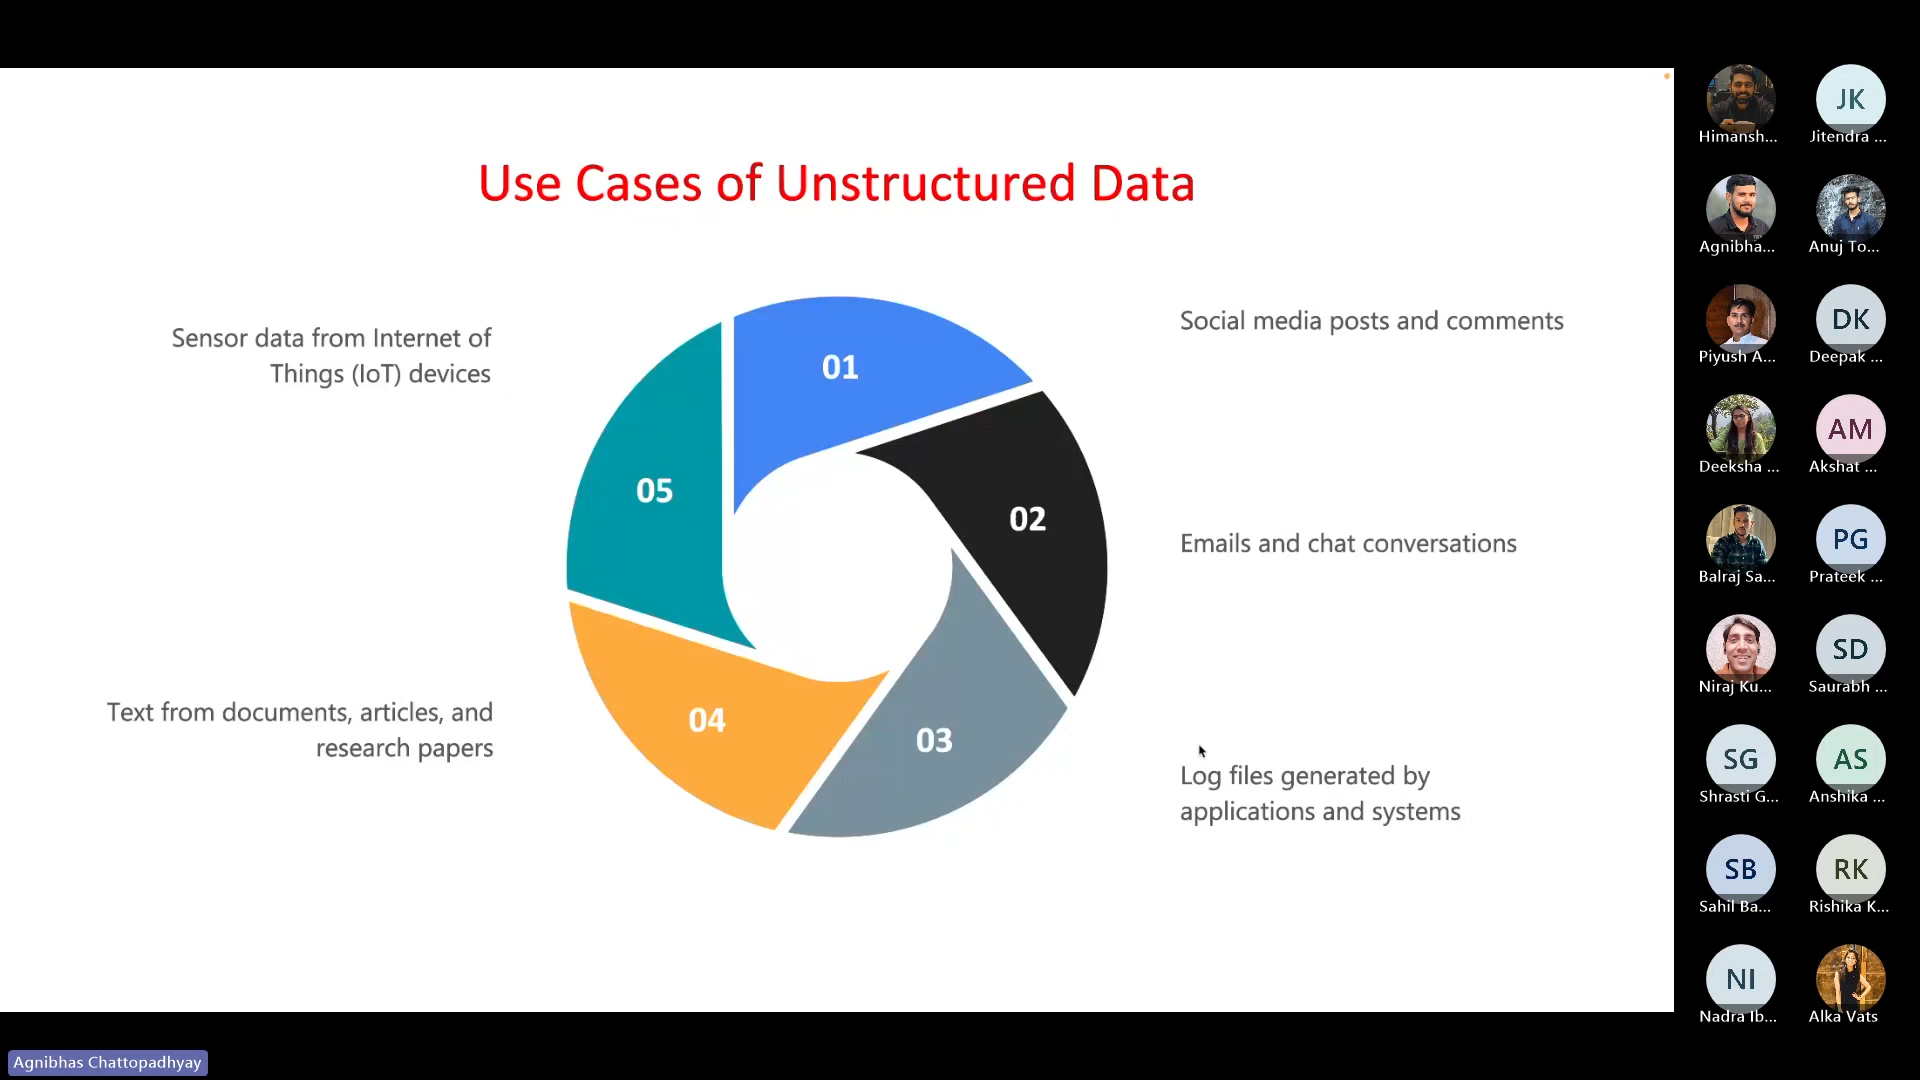 Use Cases of Unstructured Data
Sensor data from Internet of
Things (IoT) devices
Text from documents, articles, and
research papers
01
02
03
04
05
Social media posts and comments
Emails and chat conversations
Log files generated by
applications and systems
Himansh...
JK
Jitendra ...
Agnibha...
Anuj To...
Piyush A...
DK
Deepak ...
Deeksha ...
AM
Akshat ...
Balraj Sa...
PG
Prateek ...
Niraj Ku...
SD
Saurabh ...
SG
Shrasti G...
AS
Anshika ...
SB
Sahil Ba...
RK
Rishika K...
NI
Nadra Ib...
Alka Vats
Agnibhas Chattopadhyay